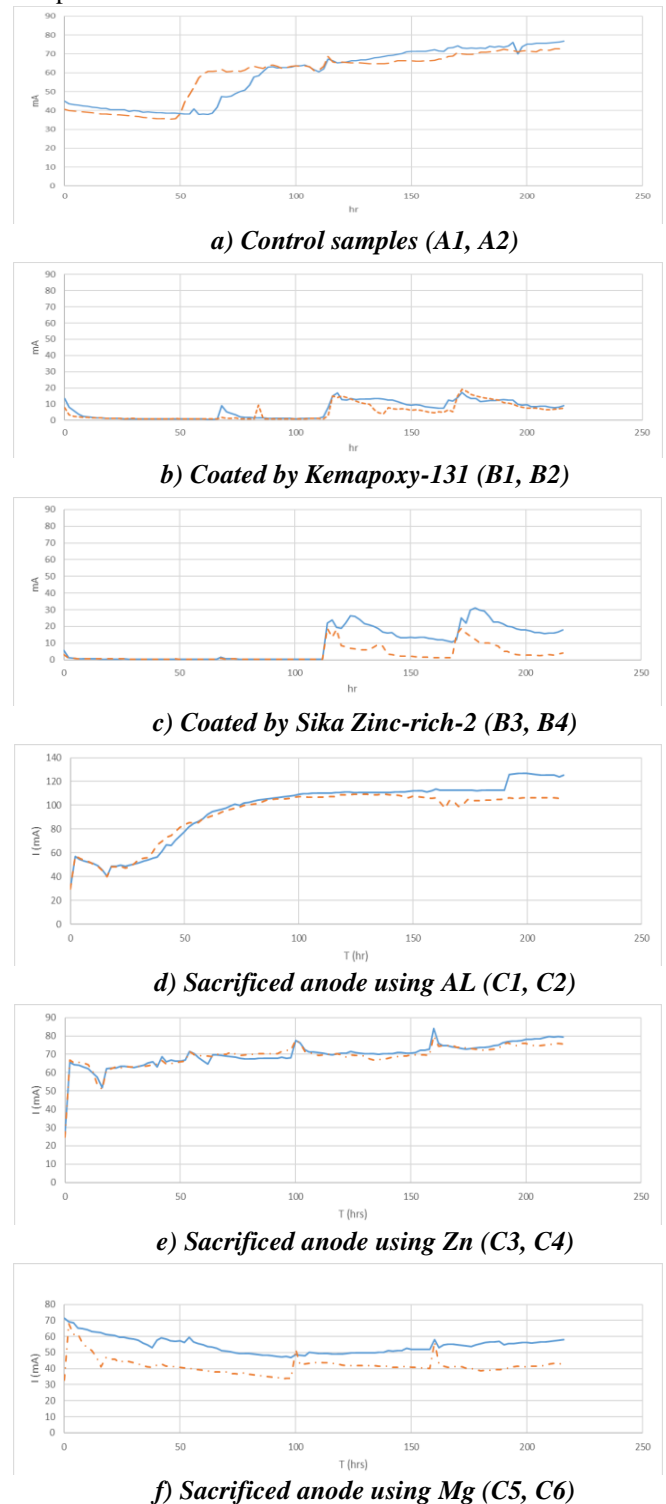 90
80
70
60
50
40
30
20
10
0
mA
0 50 100 150 200 250
hr
a) Control samples (A1, A2)
90
80
70
60
50
40
30
20
10
0
mA
0 50 100 150 200 250
hr
b) Coated by Kemapoxy-131 (B1, B2)
90
80
70
60
50
40
30
20
10
0
mA
0 50 100 150 200 250
hr
c) Coated by Sika Zinc-rich-2 (B3, B4)
140
120
100
80
60
40
20
0
I (mA)
0 50 100 150 200 250
T (hr)
d) Sacrificed anode using AL (C1, C2)
90
80
70
60
50
40
30
20
10
0
I (mA)
0 50 100 150 200 250
T (hrs)
e) Sacrificed anode using Zn (C3, C4)
80
70
60
50
40
30
20
10
0
I (mA)
0 50 100 150 200 250
T (hrs)
f) Sacrificed anode using Mg (C5, C6)